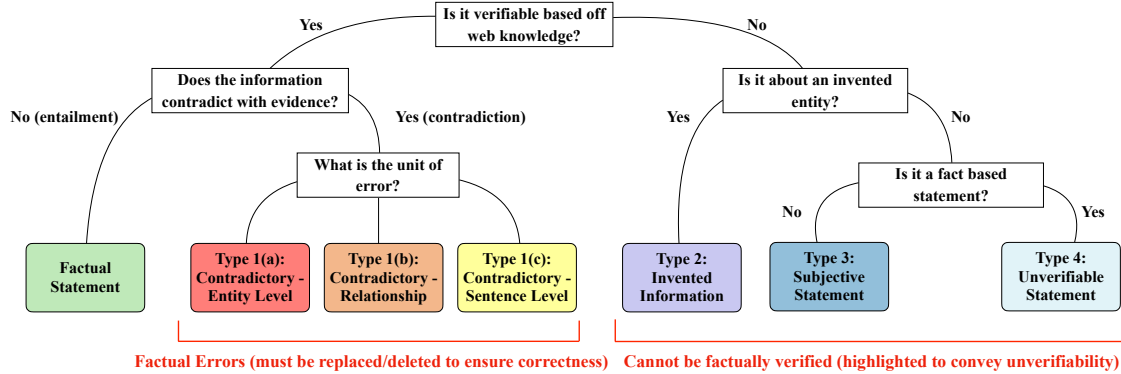 Is it verifiable based off
web knowledge?
Yes
No
Does the information
contradict with evidence?
Is it about an invented
entity?
No (entailment)
Yes (contradiction)
Yes
No
What is the unit of
error?
Is it a fact based
statement?
No
Yes
Factual
Statement
Type 1(a):
Contradictory -
Entity Level
Type 1(b):
Contradictory -
Relationship
Type 1(c):
Contradictory -
Sentence Level
Type 2:
Invented
Information
Type 3:
Subjective
Statement
Type 4:
Unverifiable
Statement
Factual Errors (must be replaced/deleted to ensure correctness)
Cannot be factually verified (highlighted to convey unverifiability)